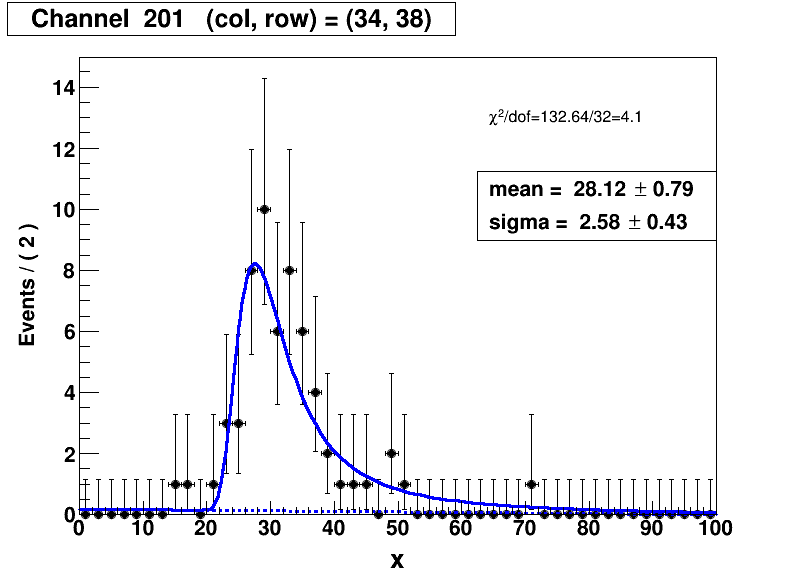 Channel  201   (col, row) = (34, 38)
χ²/dof=132.64/32=4.1
mean =  28.12 ± 0.79
sigma =  2.58 ± 0.43
Events / ( 2 )
14
12
10
8
6
4
2
0
0 10 20 30 40 50 60 70 80 90 100
x